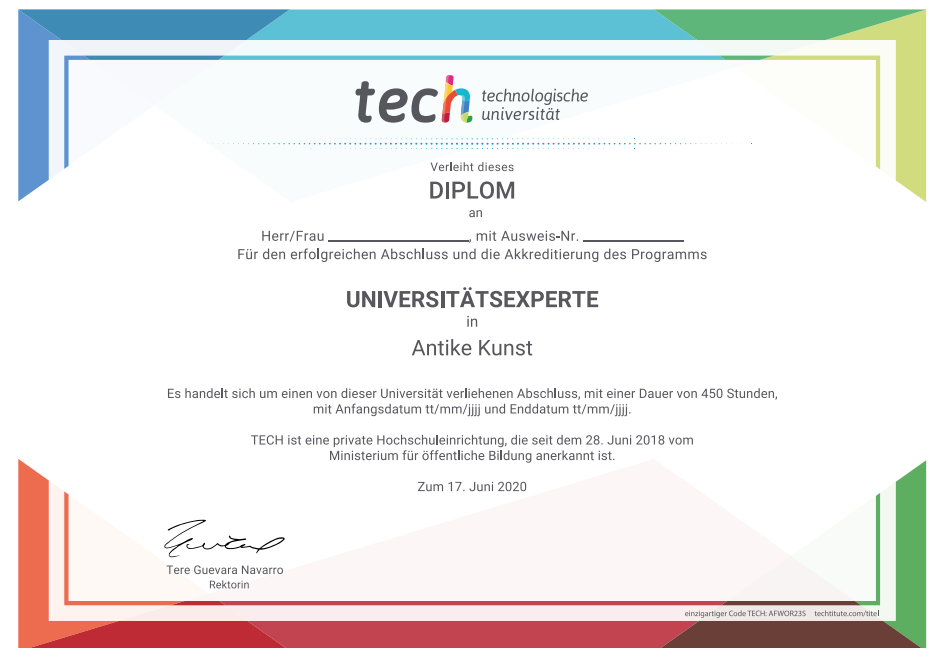 tech technologische
universität
Verleiht dieses
DIPLOM
an
Herr/Frau __________________, mit Ausweis-Nr. _____________
Für den erfolgreichen Abschluss und die Akkreditierung des Programms
UNIVERSITÄTSEXPERTE
in
Antike Kunst
Es handelt sich um einen von dieser Universität verliehenen Abschluss, mit einer Dauer von 450 Stunden,
mit Anfangsdatum tt/mm/jjjj und Enddatum tt/mm/jjjj.
TECH ist eine private Hochschuleinrichtung, die seit dem 28. Juni 2018 vom
Ministerium für öffentliche Bildung anerkannt ist.
Zum 17. Juni 2020
Tere Guevara Navarro
Rektorin
einzigartiger Code TECH: AFWOR23S techtitute.com/titel